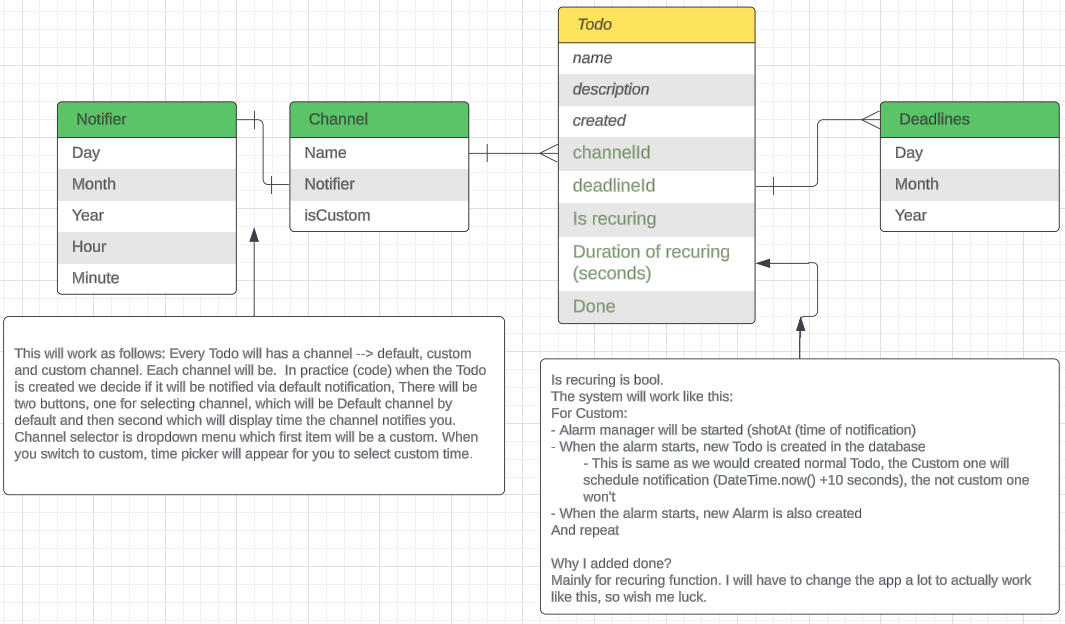 Notifier
Day
Month
Year
Hour
Minute
Channel
Name
Notifier
isCustom
Todo
name
description
created
channelId
deadlineId
Is recuring
Duration of recuring
(seconds)
Done
Deadlines
Day
Month
Year
This will work as follows: Every Todo will has a channel --> default, custom
and custom channel. Each channel will be.  In practice (code) when the Todo
is created we decide if it will be notified via default notification, There will be
two buttons, one for selecting channel, which will be Default channel by
default and then second which will display time the channel notifies you.
Channel selector is dropdown menu which first item will be a custom. When
you switch to custom, time picker will appear for you to select custom time.
Is recuring is bool.
The system will work like this:
For Custom:
- Alarm manager will be started (shotAt (time of notification)
- When the alarm starts, new Todo is created in the database
- This is same as we would created normal Todo, the Custom one will
schedule notification (DateTime.now() +10 seconds), the not custom one
won't
- When the alarm starts, new Alarm is also created
And repeat
Why I added done?
Mainly for recuring function. I will have to change the app a lot to actually work
like this, so wish me luck.